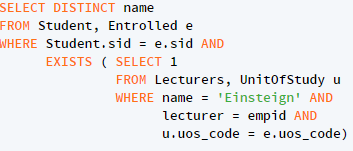 SELECT DISTINCT name
FROM Student, Entrolled e
WHERE Student.sid = e.sid AND
EXISTS ( SELECT 1
FROM Lecturers, UnitOfStudy u
WHERE name = 'Einsteign' AND
lecturer = empid AND
u.uos_code = e.uos_code)